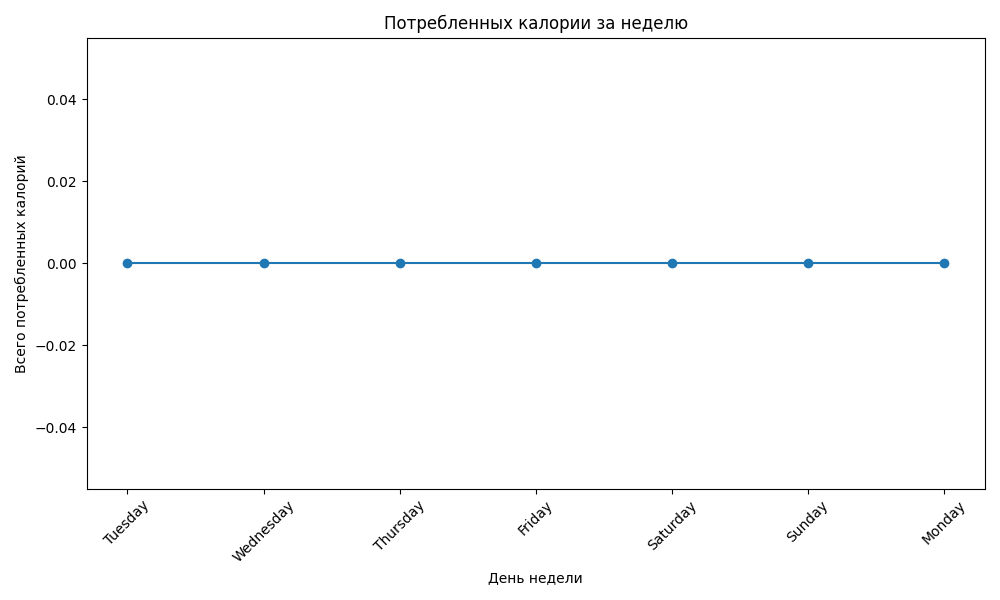 Потребленных калории за неделю
Всего потребленных калорий
0.04
0.02
0.00
−0.02
−0.04
Tuesday
Wednesday
Thursday
Friday
Saturday
Sunday
Monday
День недели